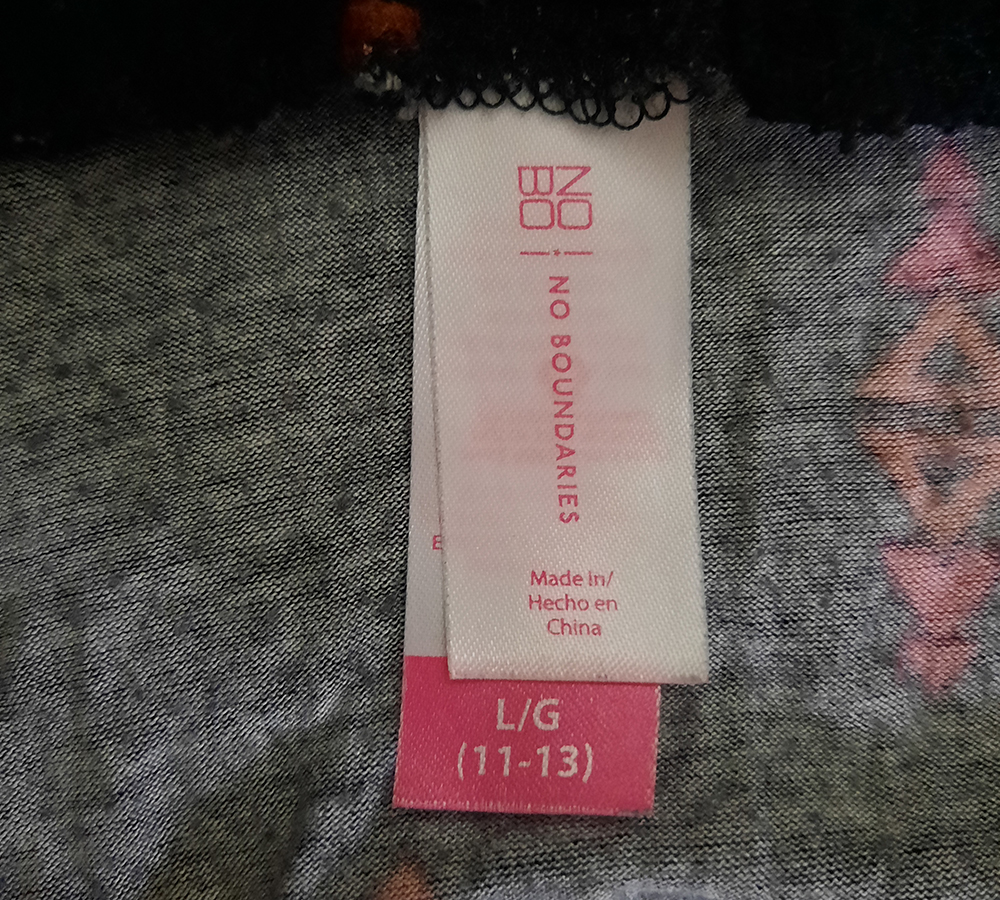 NO
BO
NO BOUNDARIES
E
Made in/
Hecho en
China
L/G
(11-13)